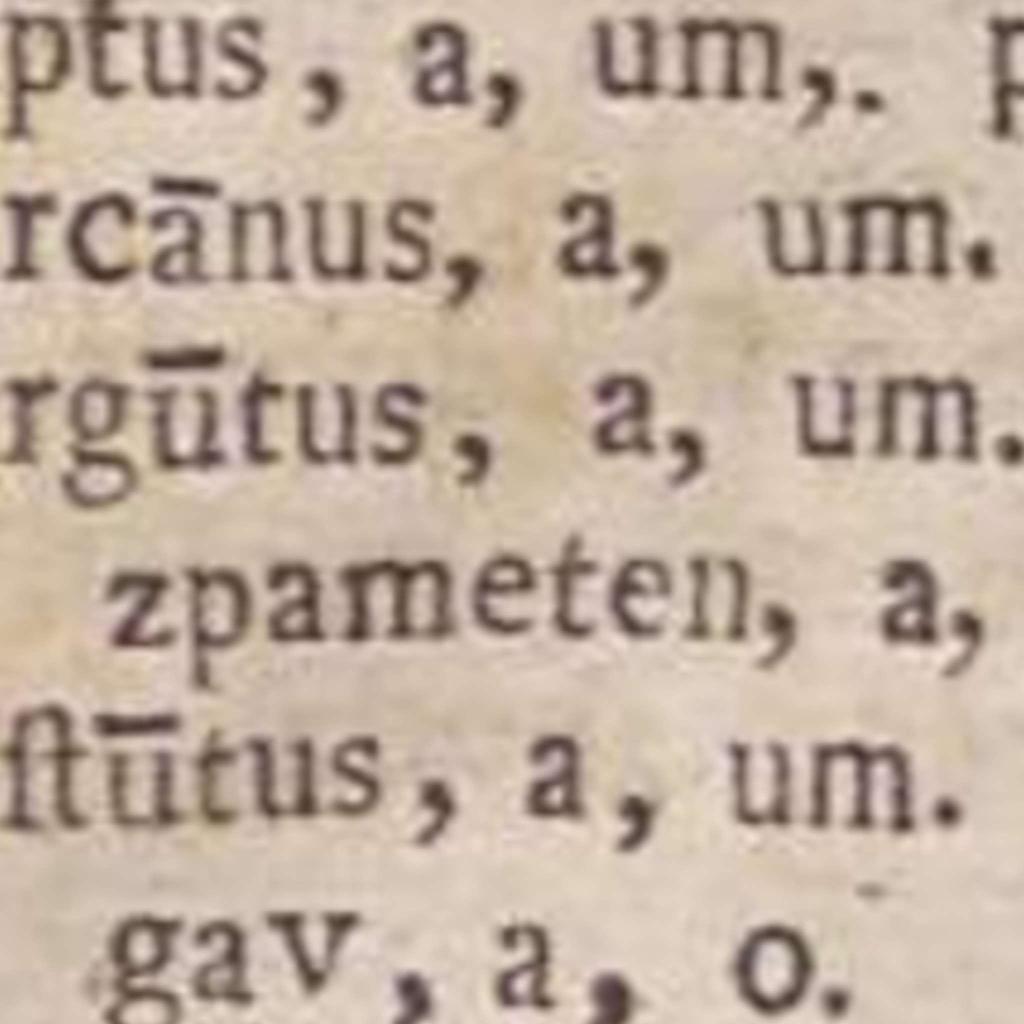 ptus, a, um,. p
rcānus, a, um.
rgūtus, a, um.
zpameten, a,
ſtūtus, a, um.
gav, a, o.